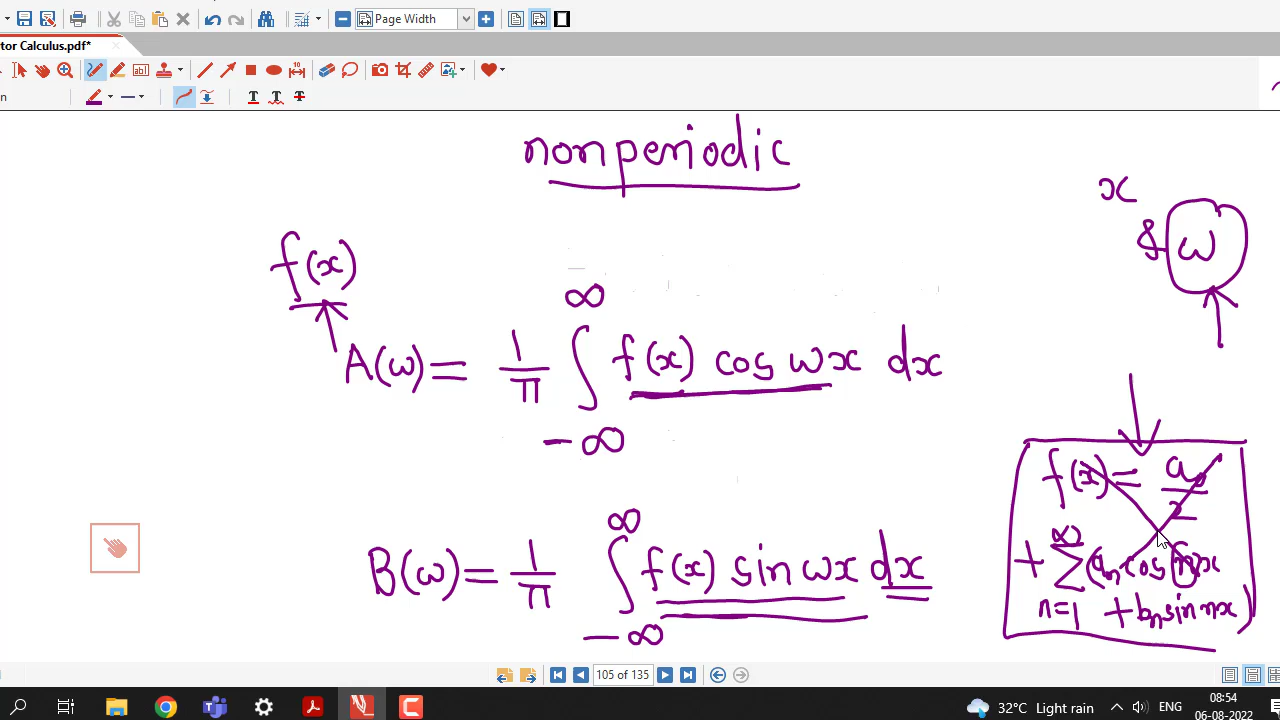 Page Width
tor Calculus.pdf*
nonperiodic
x
& ω
f(x)
A(ω) = 1/π ∫_{-∞}^{∞} f(x) cos ωx dx
f(x) = a₀/2
+ ∑_{n=1}^{∞} (aₙ cos nx
+ bₙ sin nx)
B(ω) = 1/π ∫_{-∞}^{∞} f(x) sin ωx dx
105 of 135
32°C Light rain
ENG
08:54
06-08-2022